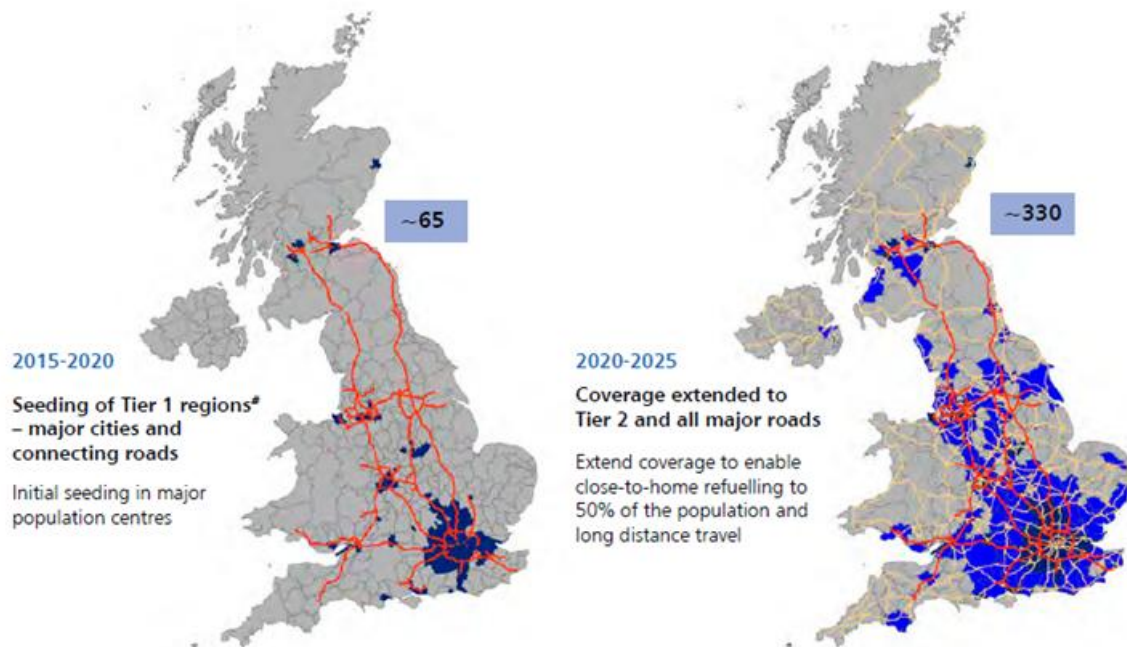 ~65
2015-2020
Seeding of Tier 1 regions#
– major cities and
connecting roads
Initial seeding in major
population centres
~330
2020-2025
Coverage extended to
Tier 2 and all major roads
Extend coverage to enable
close-to-home refuelling to
50% of the population and
long distance travel